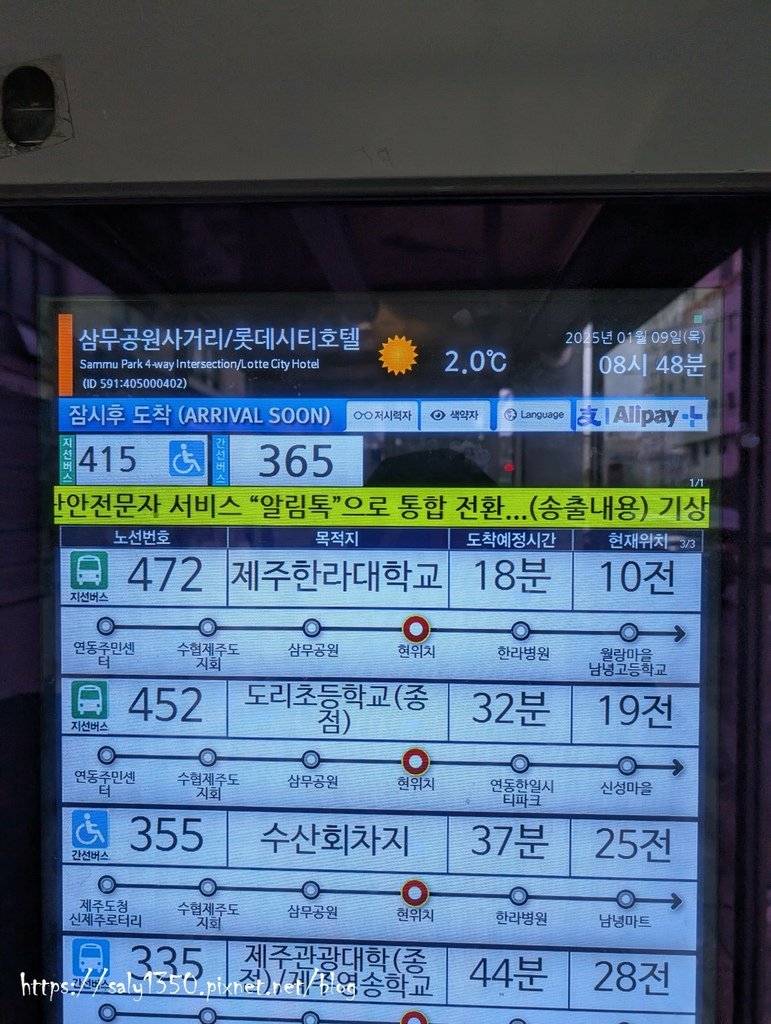 삼무공원사거리/롯데시티호텔
Sammu Park 4-way Intersection/Lotte City Hotel
(ID 591:405000402)
2.0℃
2025년 01월 09일(목)
08시 48분
잠시후 도착 (ARRIVAL SOON)
저시력자
색약자
Language
支 Alipay+
지선버스 415
간선버스 365
1/1
안전문자 서비스 “알림톡”으로 통합 전환...(송출내용) 기상
노선번호 목적지 도착예정시간 현재위치 3/3
지선버스 472 제주한라대학교 18분 10전
연동주민센터 수협제주도지회 삼무공원 현위치 한라병원 월랑마을남녕고등학교
지선버스 452 도리초등학교(종점) 32분 19전
연동주민센터 수협제주도지회 삼무공원 현위치 연동한일시티파크 신성마을
간선버스 355 수산회차지 37분 25전
제주도청신제주로터리 수협제주도지회 삼무공원 현위치 한라병원 남녕마트
간선버스 335 제주관광대학(종점)/제주영송학교 44분 28전
https://saly1350.pixnet.net/blog